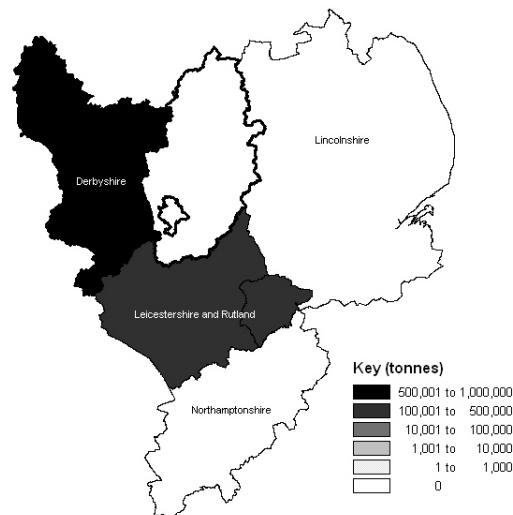 Lincolnshire
Derbyshire
Leicestershire and Rutland
Northamptonshire
Key (tonnes)
500,001 to 1,000,000
100,001 to 500,000
10,001 to 100,000
1,001 to 10,000
1 to 1,000
0